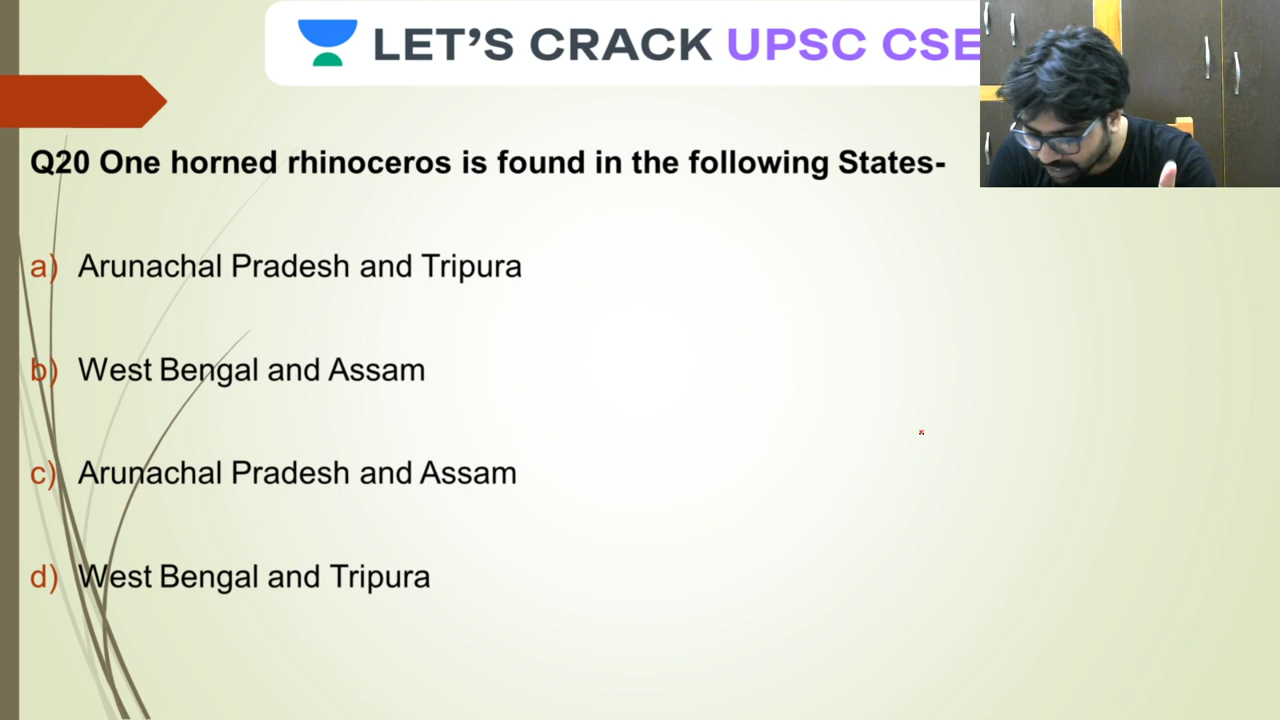 LET'S CRACK UPSC CSE
Q20 One horned rhinoceros is found in the following States-
a) Arunachal Pradesh and Tripura
b) West Bengal and Assam
c) Arunachal Pradesh and Assam
d) West Bengal and Tripura